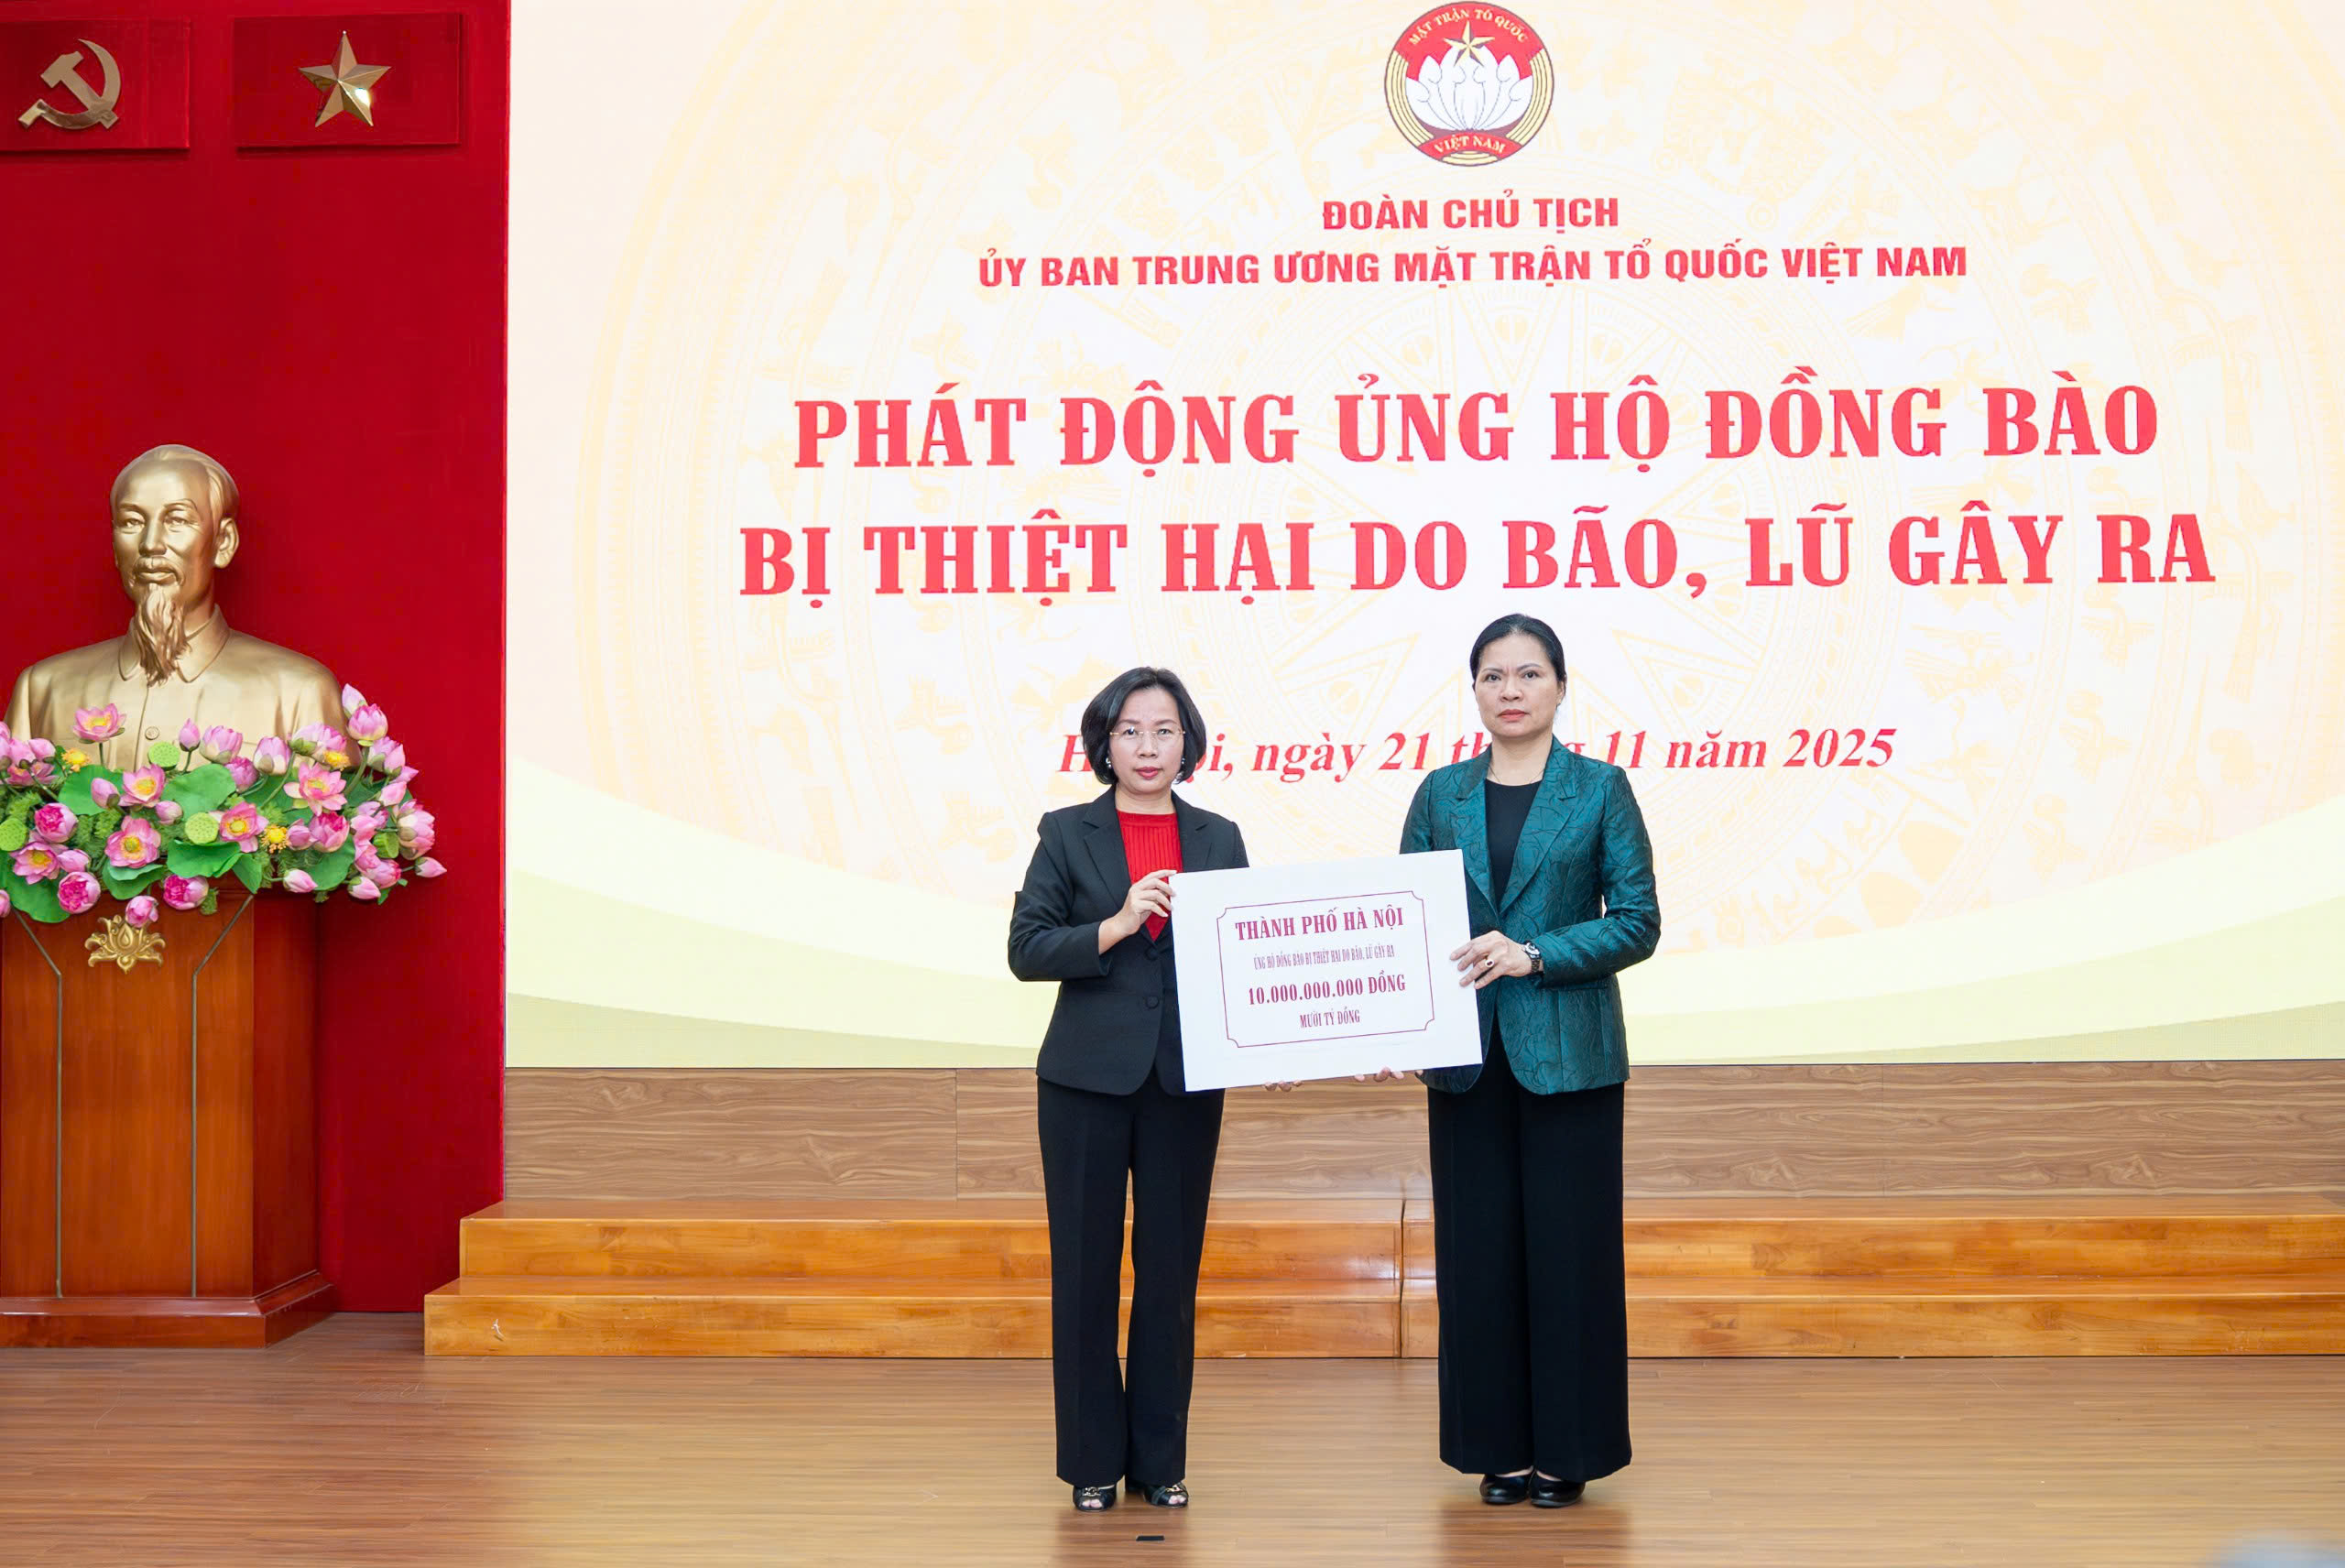 MẶT TRẬN TỔ QUỐC
VIỆT NAM
ĐOÀN CHỦ TỊCH
ỦY BAN TRUNG ƯƠNG MẶT TRẬN TỔ QUỐC VIỆT NAM
PHÁT ĐỘNG ỦNG HỘ ĐỒNG BÀO
BỊ THIỆT HẠI DO BÃO, LŨ GÂY RA
ngày 21 11 năm 2025
THÀNH PHỐ HÀ NỘI
ỦNG HỘ ĐỒNG BÀO BỊ THIỆT HẠI DO BÃO, LŨ GÂY RA
10.000.000.000 ĐỒNG
MƯỜI TỶ ĐỒNG